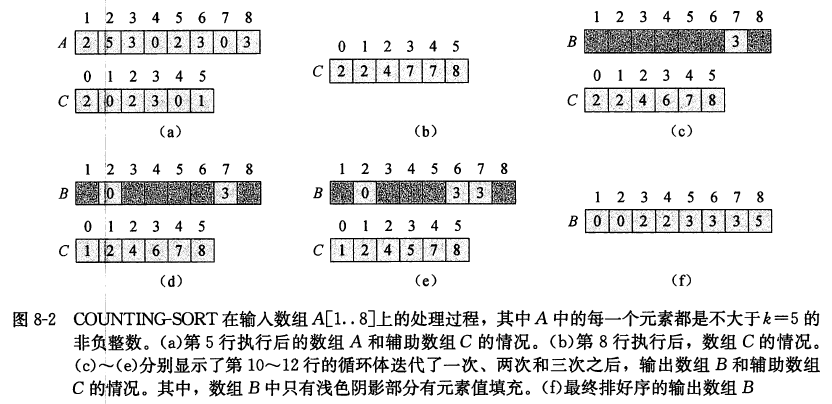 1 2 3 4 5 6 7 8
A 2 5 3 0 2 3 0 3
0 1 2 3 4 5
C 2 0 2 3 0 1
(a)
0 1 2 3 4 5
C 2 2 4 7 7 8
(b)
1 2 3 4 5 6 7 8
B 3
0 1 2 3 4 5
C 2 2 4 6 7 8
(c)
1 2 3 4 5 6 7 8
B 0 3
0 1 2 3 4 5
C 1 2 4 6 7 8
(d)
1 2 3 4 5 6 7 8
B 0 3 3
0 1 2 3 4 5
C 1 2 4 5 7 8
(e)
1 2 3 4 5 6 7 8
B 0 0 2 2 3 3 3 5
(f)
图 8-2 COUNTING-SORT 在输入数组 A[1..8]上的处理过程，其中 A 中的每一个元素都是不大于 k=5 的
非负整数。(a)第 5 行执行后的数组 A 和辅助数组 C 的情况。(b)第 8 行执行后，数组 C 的情况。
(c)～(e)分别显示了第 10～12 行的循环体迭代了一次、两次和三次之后，输出数组 B 和辅助数组
C 的情况。其中，数组 B 中只有浅色阴影部分有元素值填充。(f)最终排好序的输出数组 B